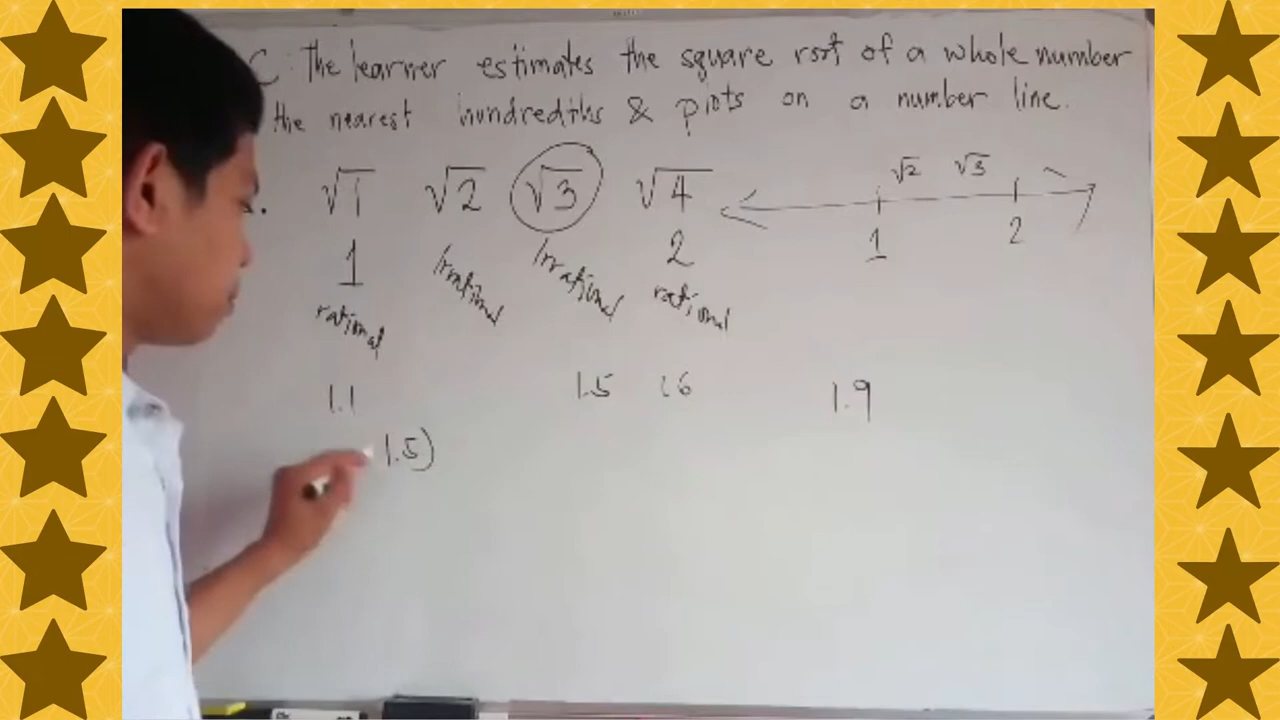 C: The learner estimates the square root of a whole number
the nearest hundredths & plots on a number line.
√1 √2 √3 √4
√2 √3
1 2
1 2
rational Irrational Irrational rational
1.1 1.5 1.6 1.9
1.5)